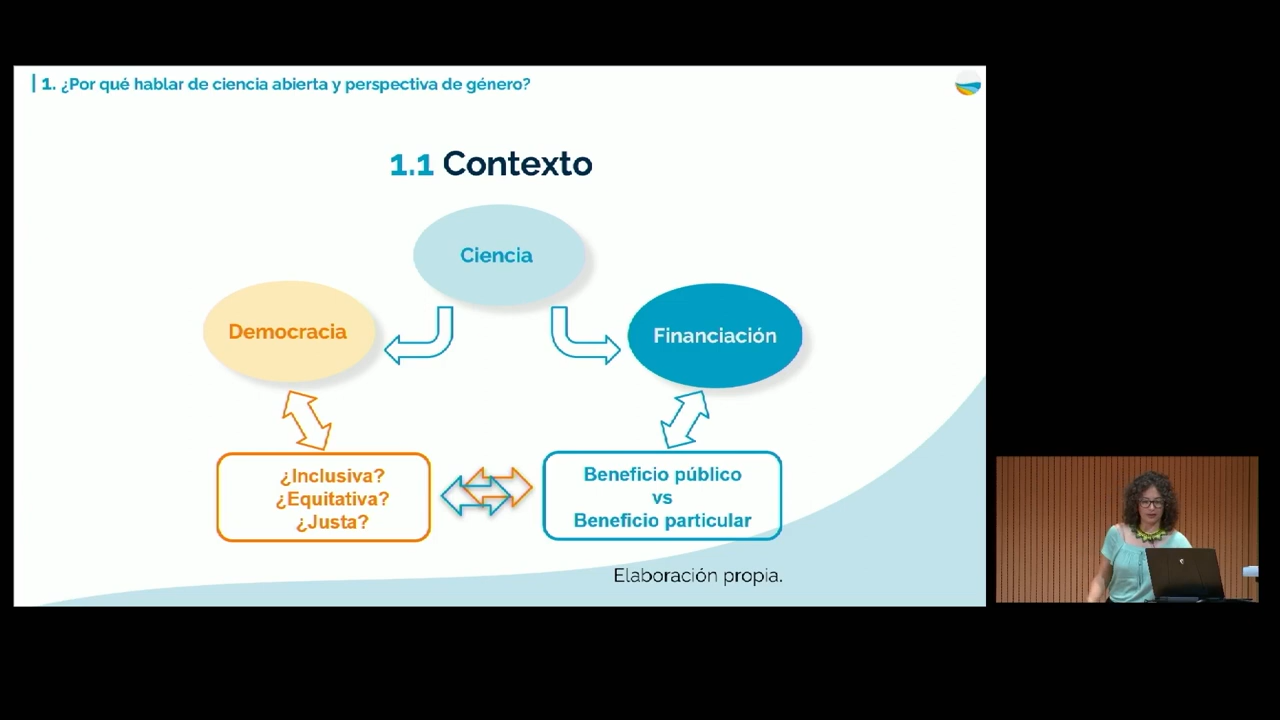 1. ¿Por qué hablar de ciencia abierta y perspectiva de género?
1.1 Contexto
Ciencia
Democracia
Financiación
¿Inclusiva?
¿Equitativa?
¿Justa?
Beneficio público
vs
Beneficio particular
Elaboración propia.